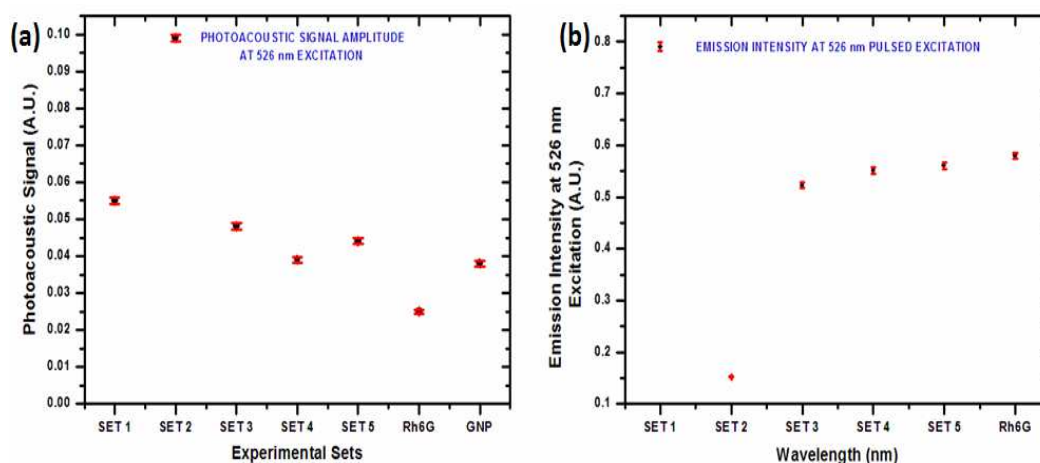 (a)
PHOTOACOUSTIC SIGNAL AMPLITUDE
AT 526 nm EXCITATION
Photoacoustic Signal (A.U.)
0.10
0.09
0.08
0.07
0.06
0.05
0.04
0.03
0.02
0.01
0.00
SET 1 SET 2 SET 3 SET 4 SET 5 Rh6G GNP
Experimental Sets
(b)
EMISSION INTENSITY AT 526 nm PULSED EXCITATION
Emission Intensity at 526 nm
Excitation (A.U.)
0.8
0.7
0.6
0.5
0.4
0.3
0.2
0.1
SET 1 SET 2 SET 3 SET 4 SET 5 Rh6G
Wavelength (nm)